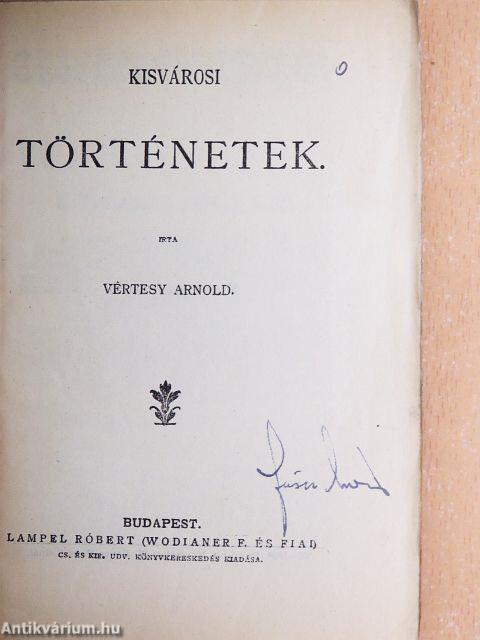 KISVÁROSI
TÖRTÉNETEK.
IRTA
VÉRTESY ARNOLD.
BUDAPEST.
LAMPEL RÓBERT (WODIANER F. ÉS FIAI)
CS. ÉS KIR. UDV. KÖNYVKERESKEDÉS KIADÁSA.
Antikvárium.hu